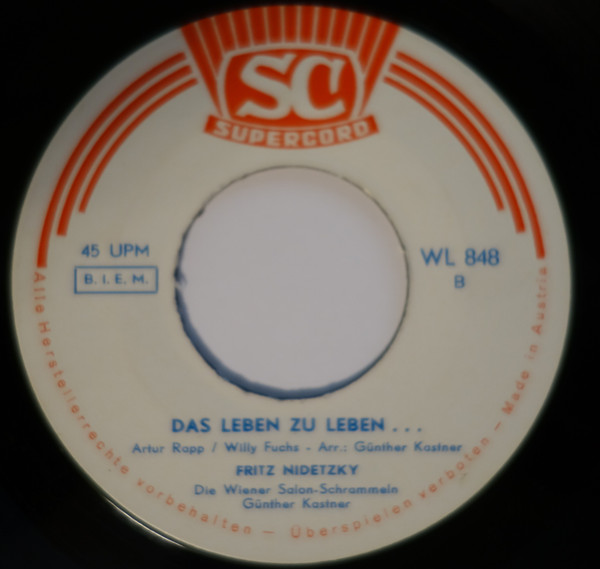 SC
SUPERCORD
45 UPM
B. I. E. M.
WL 848
B
DAS LEBEN ZU LEBEN . . .
Artur Rapp / Willy Fuchs - Arr.: Günther Kastner
FRITZ NIDETZKY
Die Wiener Salon-Schrammeln
Günther Kastner
Alle Herstellerrechte vorbehalten — Überspielen verboten — Made in Austria